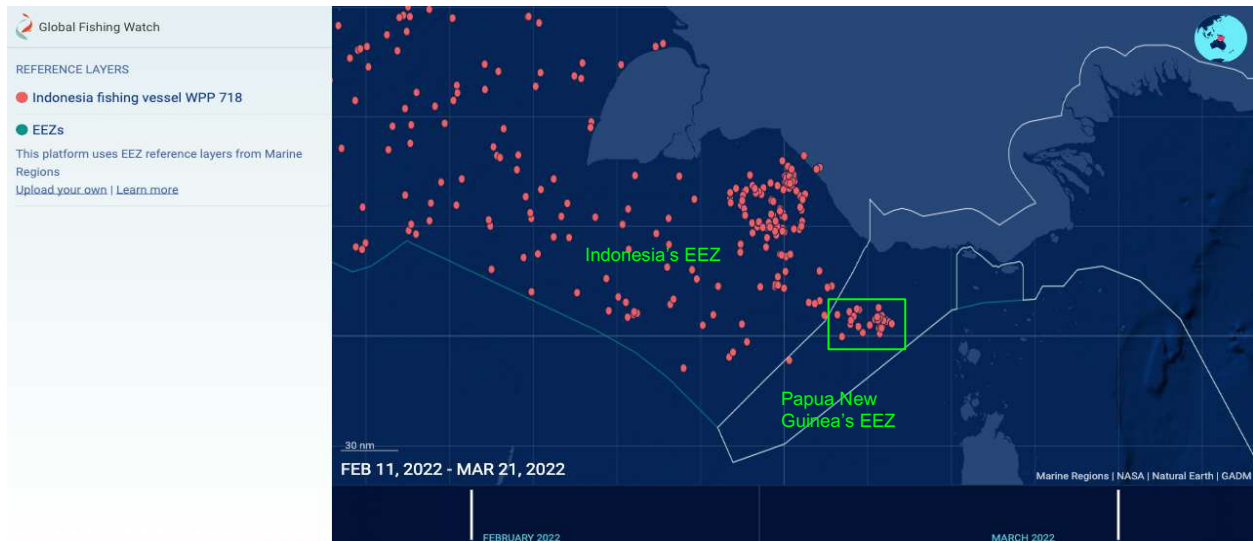 Global Fishing Watch
REFERENCE LAYERS
Indonesia fishing vessel WPP 718
EEZs
This platform uses EEZ reference layers from Marine
Regions
Upload your own | Learn more
Indonesia's EEZ
Papua New
Guinea's EEZ
30 nm
FEB 11, 2022 - MAR 21, 2022
Marine Regions | NASA | Natural Earth | GADM
FEBRUARY 2022
MARCH 2022